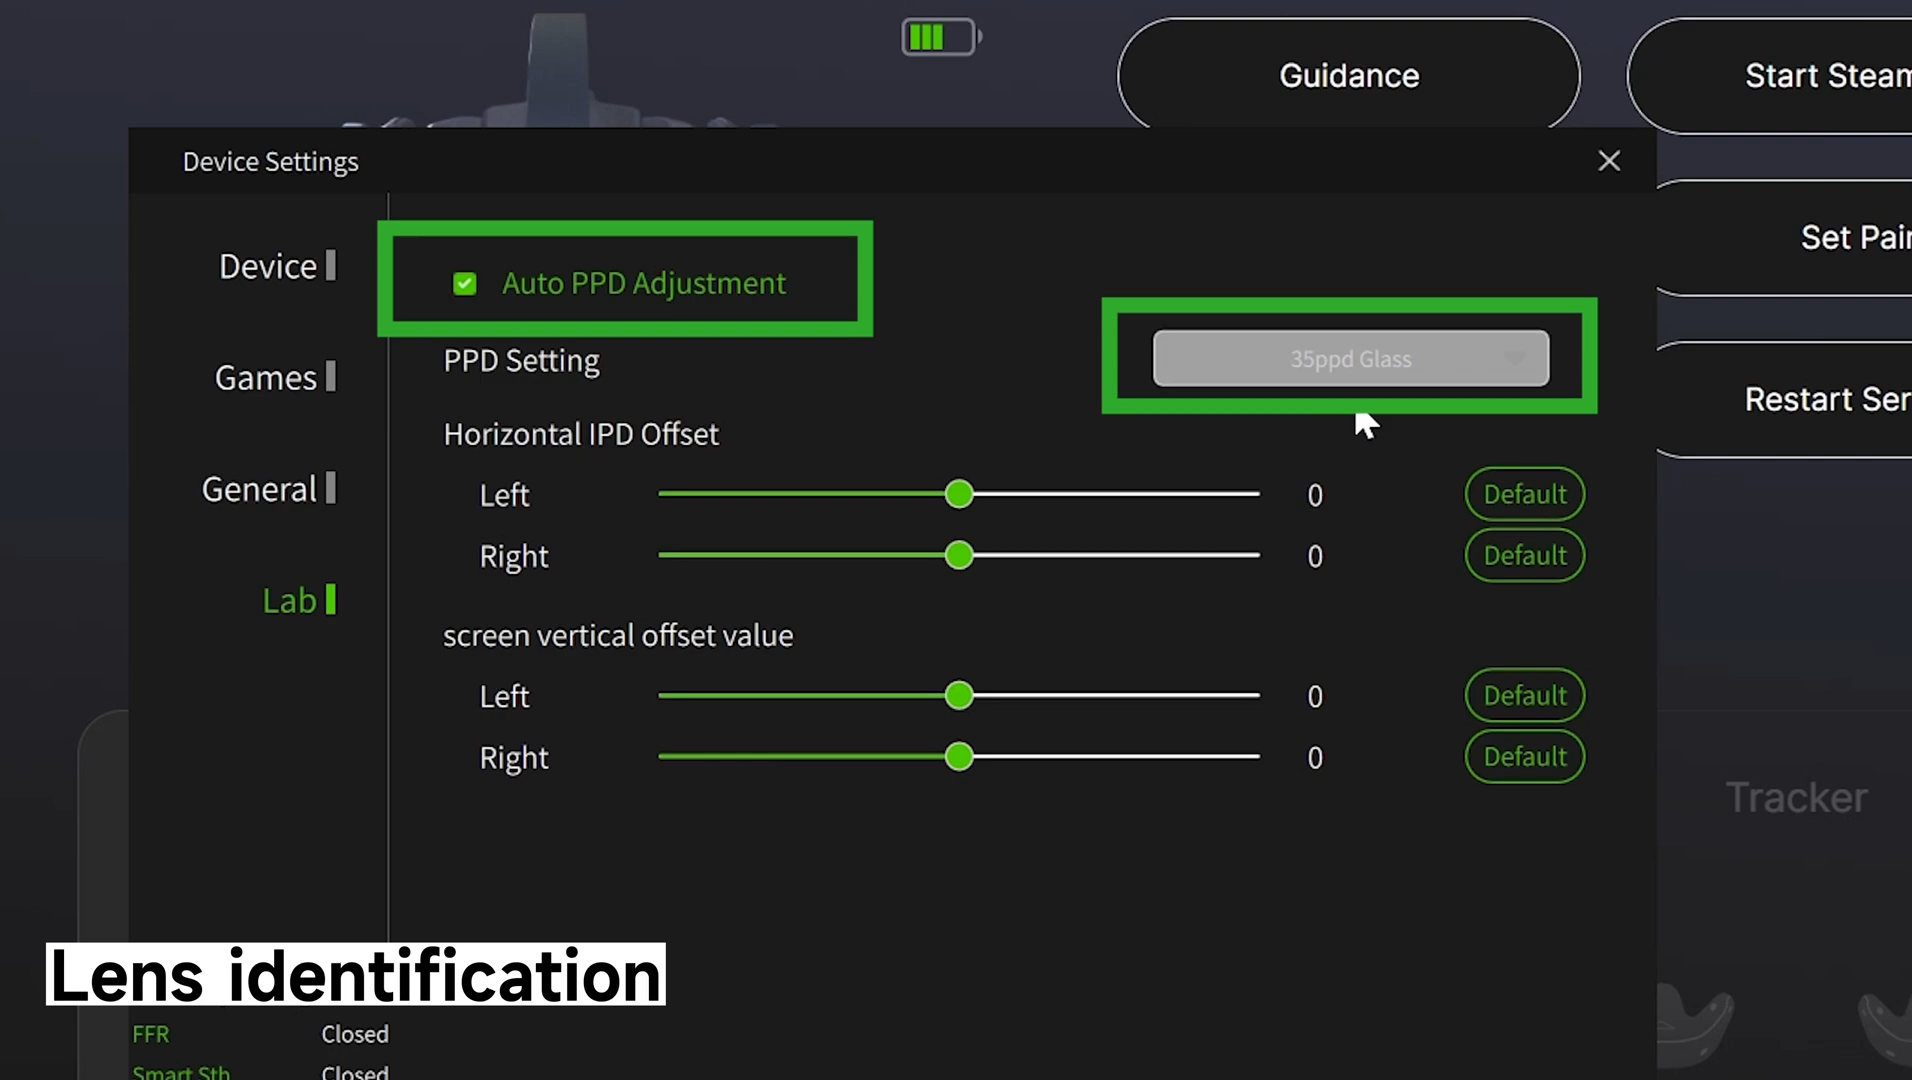 Guidance
Start Steam
Device Settings
Set Pair
Device
Auto PPD Adjustment
PPD Setting
35ppd Glass
Games
Restart Ser
Horizontal IPD Offset
Left 0 Default
General
Right 0 Default
Lab
screen vertical offset value
Left 0 Default
Right 0 Default
Tracker
Lens identification
FFR Closed
Smart Sth Closed